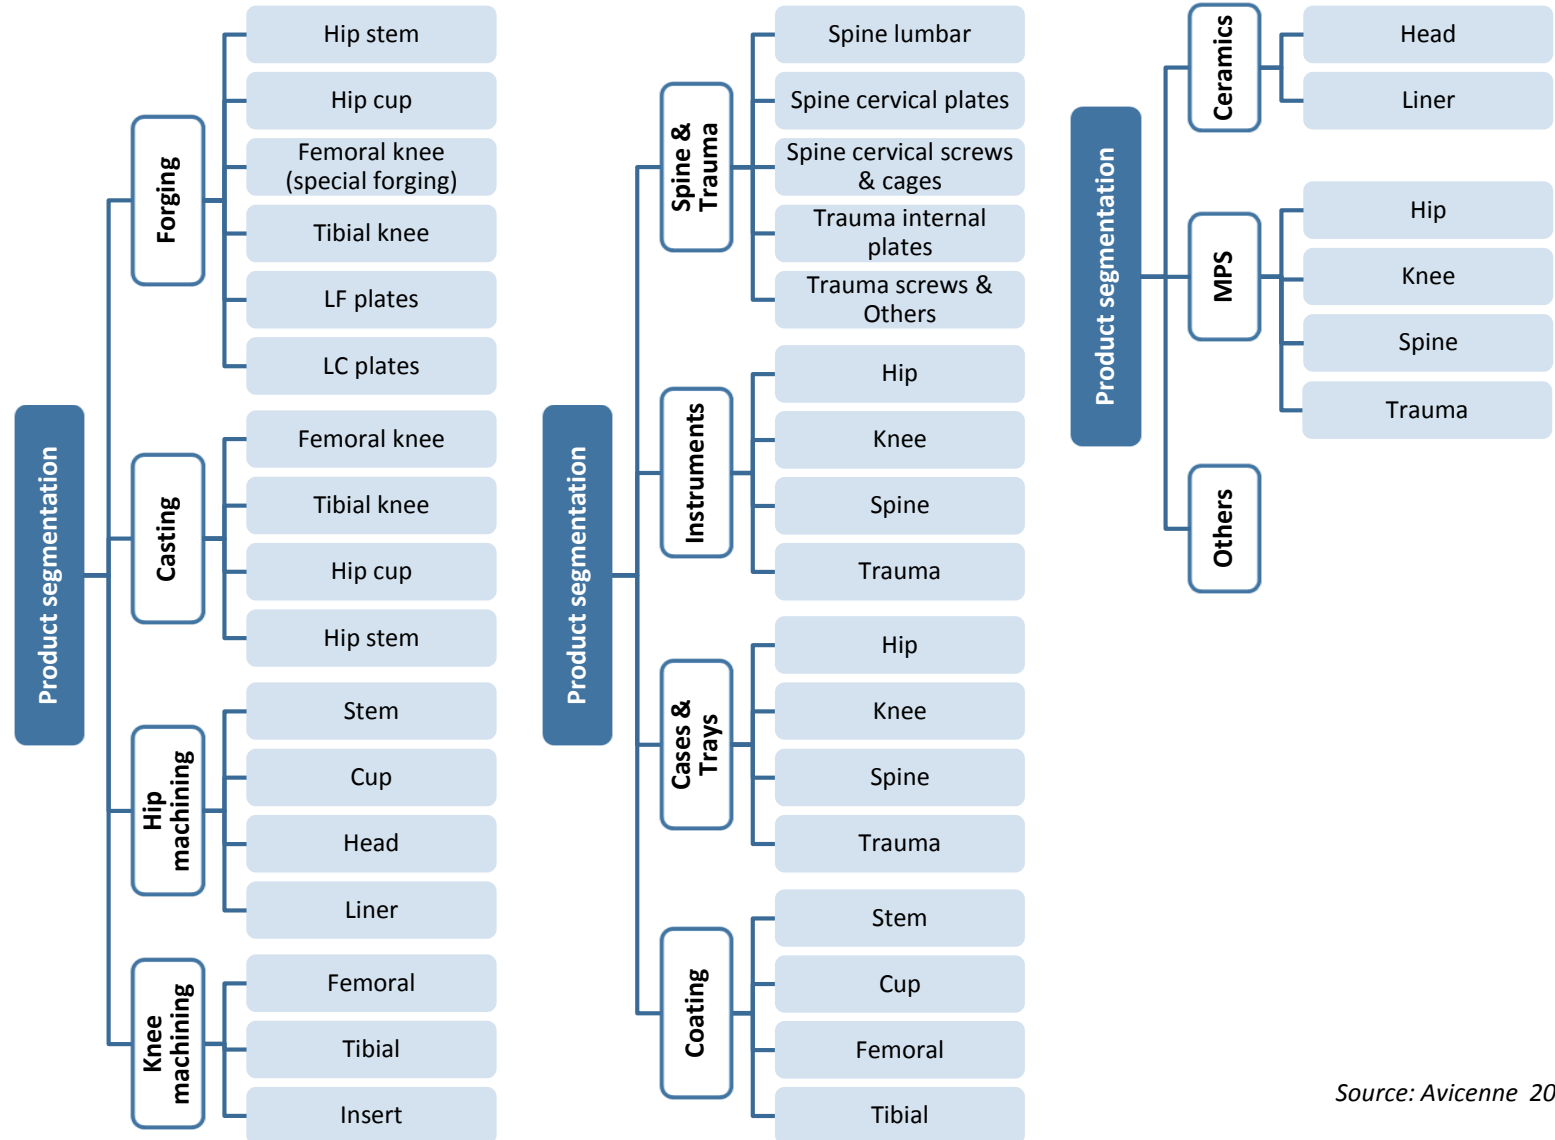 Product segmentation
Forging
Hip stem
Hip cup
Femoral knee
(special forging)
Tibial knee
LF plates
LC plates
Casting
Femoral knee
Tibial knee
Hip cup
Hip stem
Hip
machining
Stem
Cup
Head
Liner
Knee
machining
Femoral
Tibial
Insert
Product segmentation
Spine &
Trauma
Spine lumbar
Spine cervical plates
Spine cervical screws
& cages
Trauma internal
plates
Trauma screws &
Others
Instruments
Hip
Knee
Spine
Trauma
Cases &
Trays
Hip
Knee
Spine
Trauma
Coating
Stem
Cup
Femoral
Tibial
Product segmentation
Ceramics
Head
Liner
MPS
Hip
Knee
Spine
Trauma
Others
Source: Avicenne 20